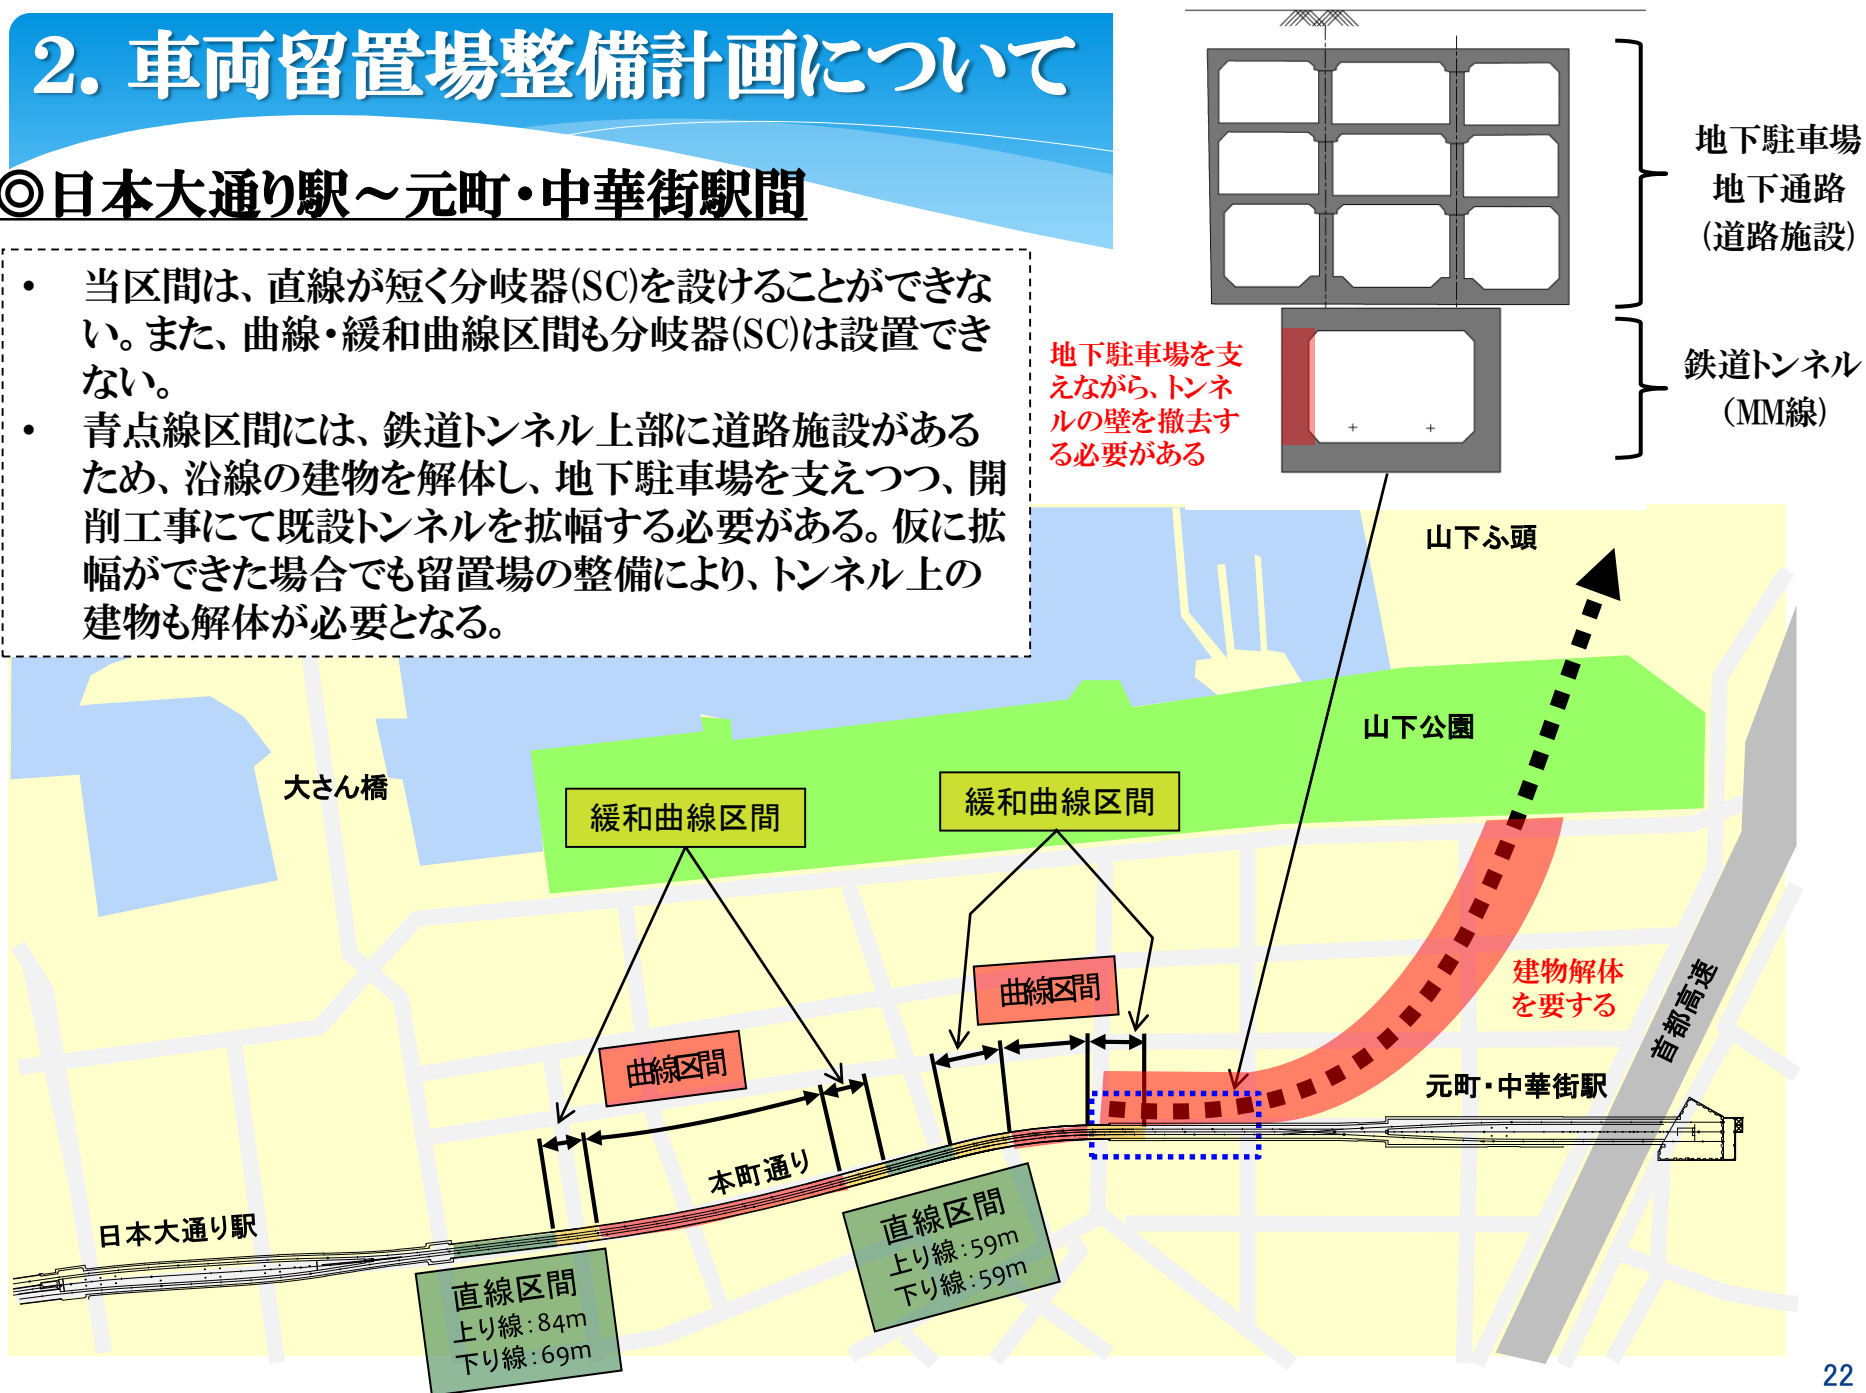 2. 車両留置場整備計画について
◎日本大通り駅～元町・中華街駅間
・ 当区間は、直線が短く分岐器(SC)を設けることができな
い。また、曲線・緩和曲線区間も分岐器(SC)は設置でき
ない。
・ 青点線区間には、鉄道トンネル上部に道路施設がある
ため、沿線の建物を解体し、地下駐車場を支えつつ、開
削工事にて既設トンネルを拡幅する必要がある。仮に拡
幅ができた場合でも留置場の整備により、トンネル上の
建物も解体が必要となる。
地下駐車場
地下通路
(道路施設)
鉄道トンネル
(MM線)
地下駐車場を支
えながら、トンネ
ルの壁を撤去す
る必要がある
山下ふ頭
山下公園
大さん橋
緩和曲線区間
緩和曲線区間
曲線区間
曲線区間
建物解体
を要する
首都高速
元町・中華街駅
本町通り
日本大通り駅
直線区間
上り線：59m
下り線：59m
直線区間
上り線：84m
下り線：69m
22